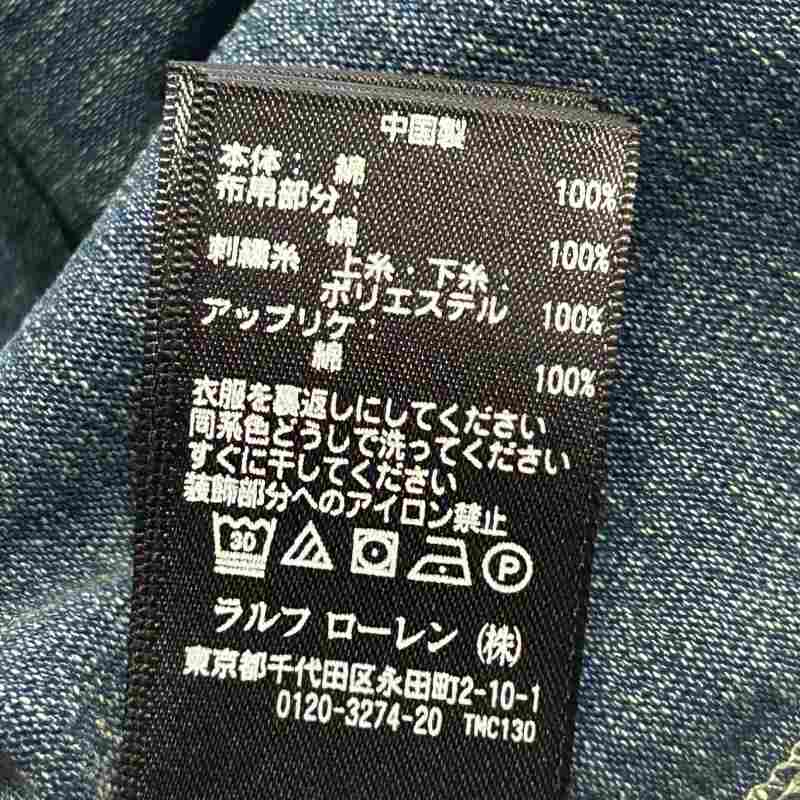 中国製
本体: 綿 100%
布帛部分:
綿 100%
刺繍糸 上糸・下糸:
ポリエステル 100%
アップリケ:
綿 100%
衣服を裏返しにしてください
同系色どうしで洗ってください
すぐに干してください
装飾部分へのアイロン禁止
30 P
ラルフ ローレン (株)
東京都千代田区永田町2-10-1
0120-3274-20 TMC130